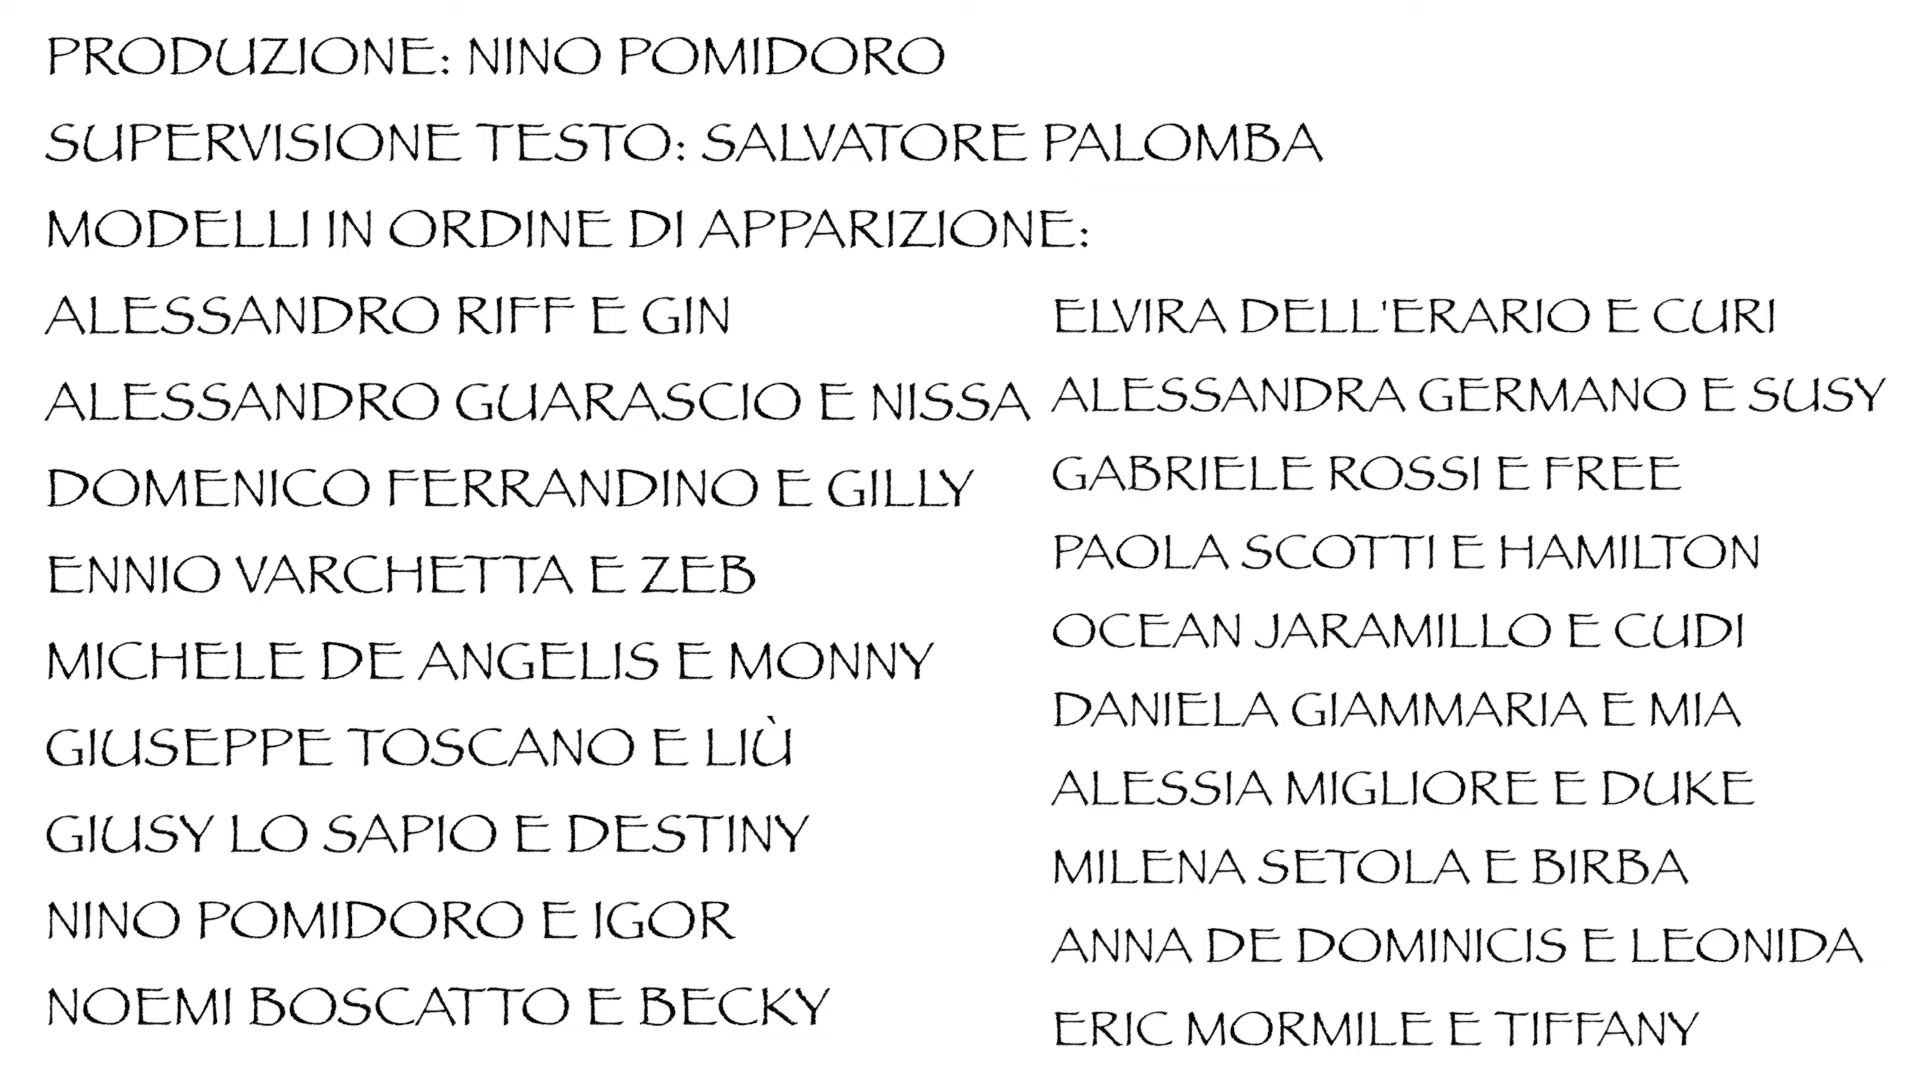 PRODUZIONE: NINO POMIDORO
SUPERVISIONE TESTO: SALVATORE PALOMBA
MODELLI IN ORDINE DI APPARIZIONE:
ALESSANDRO RIFF E GIN
ALESSANDRO GUARASCIO E NISSA
DOMENICO FERRANDINO E GILLY
ENNIO VARCHETTA E ZEB
MICHELE DE ANGELIS E MONNY
GIUSEPPE TOSCANO E LIÙ
GIUSY LO SAPIO E DESTINY
NINO POMIDORO E IGOR
NOEMI BOSCATTO E BECKY
ELVIRA DELL'ERARIO E CURI
ALESSANDRA GERMANO E SUSY
GABRIELE ROSSI E FREE
PAOLA SCOTTI E HAMILTON
OCEAN JARAMILLO E CUDI
DANIELA GIAMMARIA E MIA
ALESSIA MIGLIORE E DUKE
MILENA SETOLA E BIRBA
ANNA DE DOMINICIS E LEONIDA
ERIC MORMILE E TIFFANY